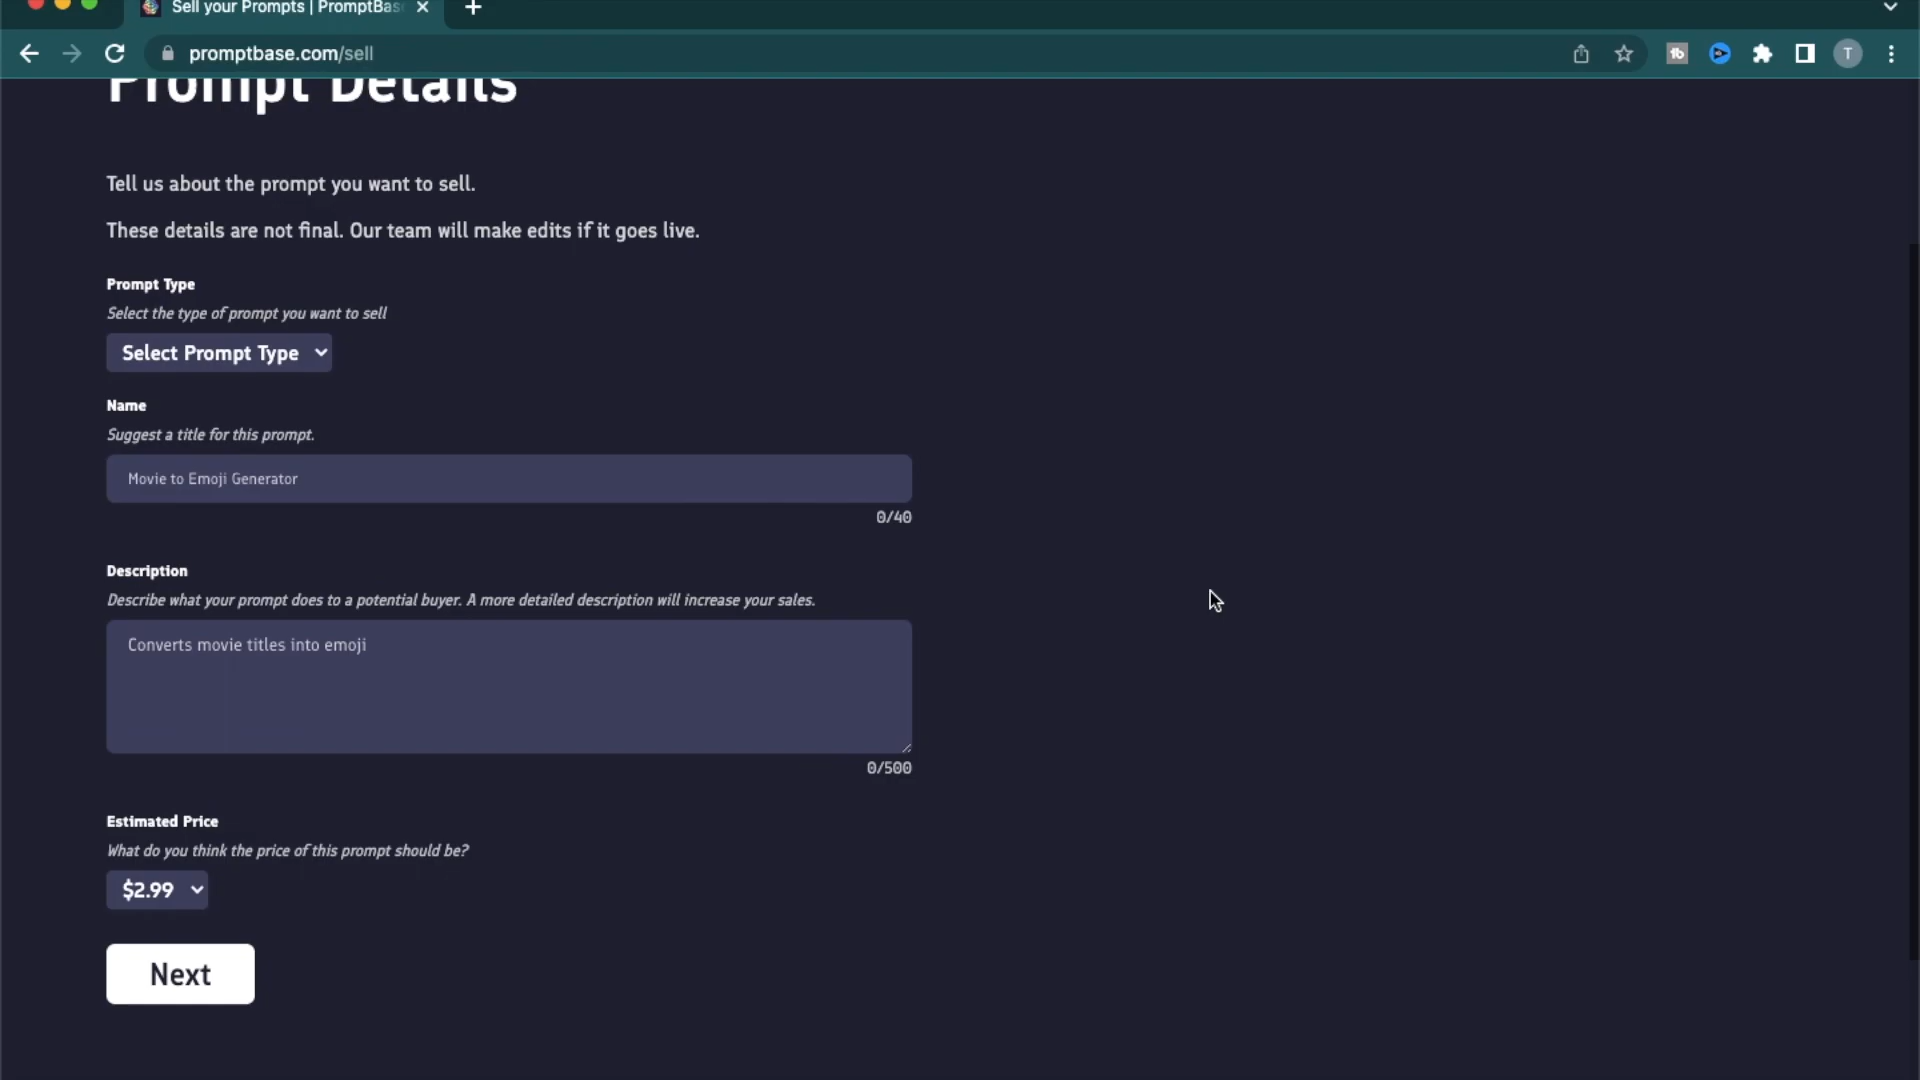 Sell your Prompts | PromptBas
promptbase.com/sell
T
Prompt Details
Tell us about the prompt you want to sell.
These details are not final. Our team will make edits if it goes live.
Prompt Type
Select the type of prompt you want to sell
Select Prompt Type
Name
Suggest a title for this prompt.
Movie to Emoji Generator
0/40
Description
Describe what your prompt does to a potential buyer. A more detailed description will increase your sales.
Converts movie titles into emoji
0/500
Estimated Price
What do you think the price of this prompt should be?
$2.99
Next